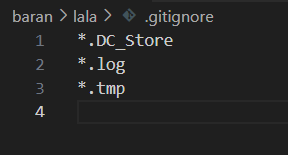 baran > lala > .gitignore
1 *.DC_Store
2 *.log
3 *.tmp
4